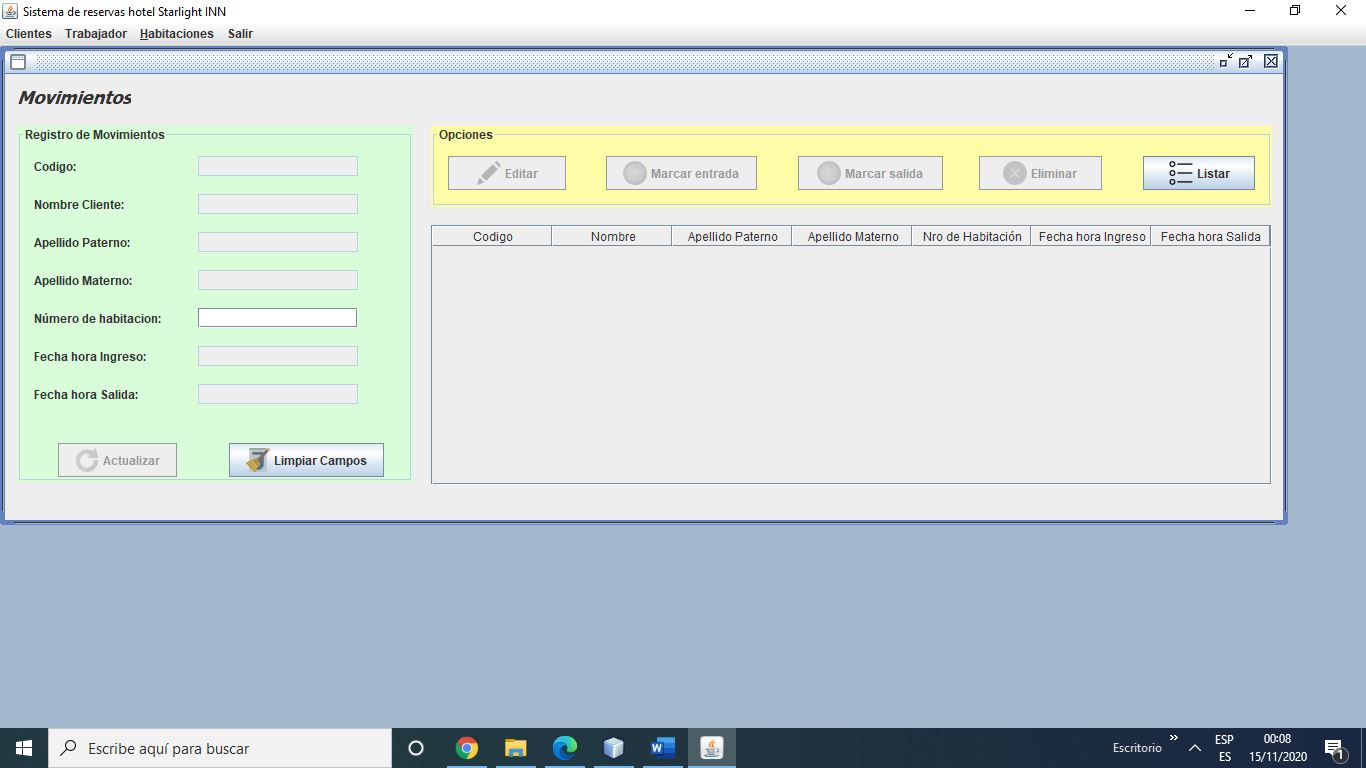 Sistema de reservas hotel Starlight INN
Clientes Trabajador Habitaciones Salir
Movimientos
Registro de Movimientos
Codigo:
Nombre Cliente:
Apellido Paterno:
Apellido Materno:
Número de habitacion:
Fecha hora Ingreso:
Fecha hora Salida:
Actualizar Limpiar Campos
Opciones
Editar Marcar entrada Marcar salida Eliminar Listar
Codigo Nombre Apellido Paterno Apellido Materno Nro de Habitación Fecha hora Ingreso Fecha hora Salida
Escribe aquí para buscar
Escritorio
ESP
ES
00:08
15/11/2020
1